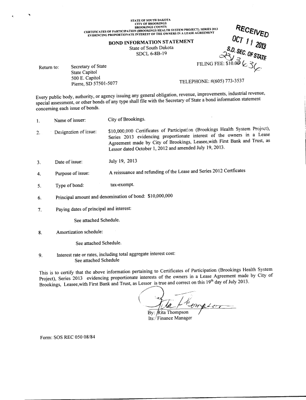 STATE OF SOUTH DAKOTA
CITY OF BROOKINGS
BROOKINGS COUNTY
CERTIFICATES OF PARTICIPATION (BROOKINGS HEALTH SYSTEM PROJECT), SERIES 2013
EVIDENCING PROPORTIONATE INTEREST OF THE OWNERS IN A LEASE AGREEMENT
BOND INFORMATION STATEMENT
State of South Dakota
SDCL 6-8B-19
RECEIVED
OCT 11 2013
S.D. SEC. OF STATE
Return to: Secretary of State
State Capitol
500 E. Capitol
Pierre, SD 57501-5077
FILING FEE:
TELEPHONE: #(605) 773-3537
Every public body, authority, or agency issuing any general obligation, revenue, improvement, industrial revenue,
special assessment, or other bonds of any type shall file with the Secretary of State a bond information statement
concerning each issue of bonds
1. Name of issuer: City of Brookings.
2. Designation of issue: $10,000,000 Certificates of Participation (Brookings Health System Project),
Series 2013 evidencing proportionate interest of the owners in a Lease
Agreement made by City of Brookings, Lessee, with First Bank and Trust, as
Lessor dated October 1, 2012 and amended July 19, 2013.
3. Date of issue: July 19, 2013
4. Purpose of issue: A reissuance and refunding of the Lease and Series 2012 Certificates
5. Type of bond: tax-exempt.
6. Principal amount and denomination of bond: $10,000,000
7. Paying dates of principal and interest:
See attached Schedule.
8. Amortization schedule:
See attached Schedule.
9. Interest rate or rates, including total aggregate interest cost:
See attached Schedule
This is to certify that the above information pertaining to Certificates of Participation (Brookings Health System
Project), Series 2013 evidencing proportionate interests of the owners in a Lease Agreement made by City of
Brookings, Lessee, with First Bank and Trust, as Lessor is true and correct on this 19th day of July 2013.
Rita Thompson
By: Rita Thompson
Its: Finance Manager
Form: SOS REC 050 08/84